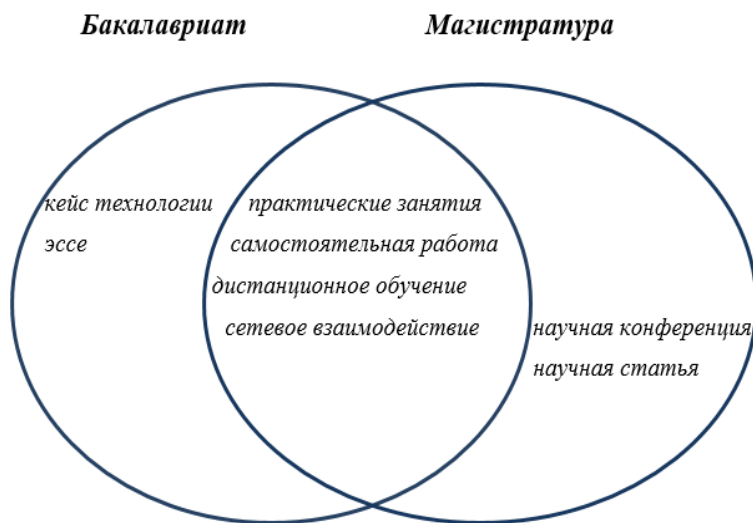 Бакалавриат
Магистратура
кейс технологии
эссе
практические занятия
самостоятельная работа
дистанционное обучение
сетевое взаимодействие
научная конференция
научная статья